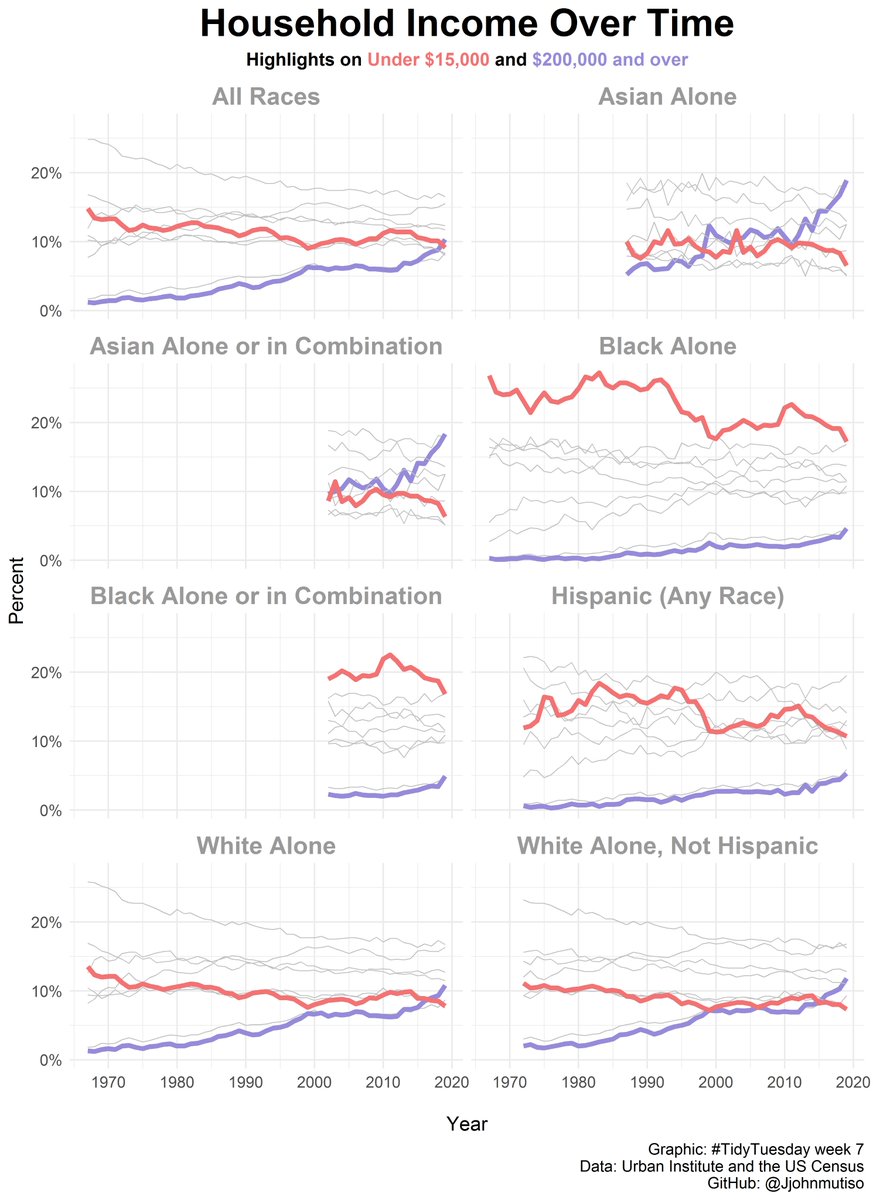 Household Income Over Time
Highlights on Under $15,000 and $200,000 and over
All Races
Asian Alone
20%
10%
0%
Asian Alone or in Combination
Black Alone
20%
10%
0%
Black Alone or in Combination
Hispanic (Any Race)
20%
10%
0%
White Alone
White Alone, Not Hispanic
20%
10%
0%
1970 1980 1990 2000 2010 2020
1970 1980 1990 2000 2010 2020
Percent
Year
Graphic: #TidyTuesday week 7
Data: Urban Institute and the US Census
GitHub: @Jjohnmutiso